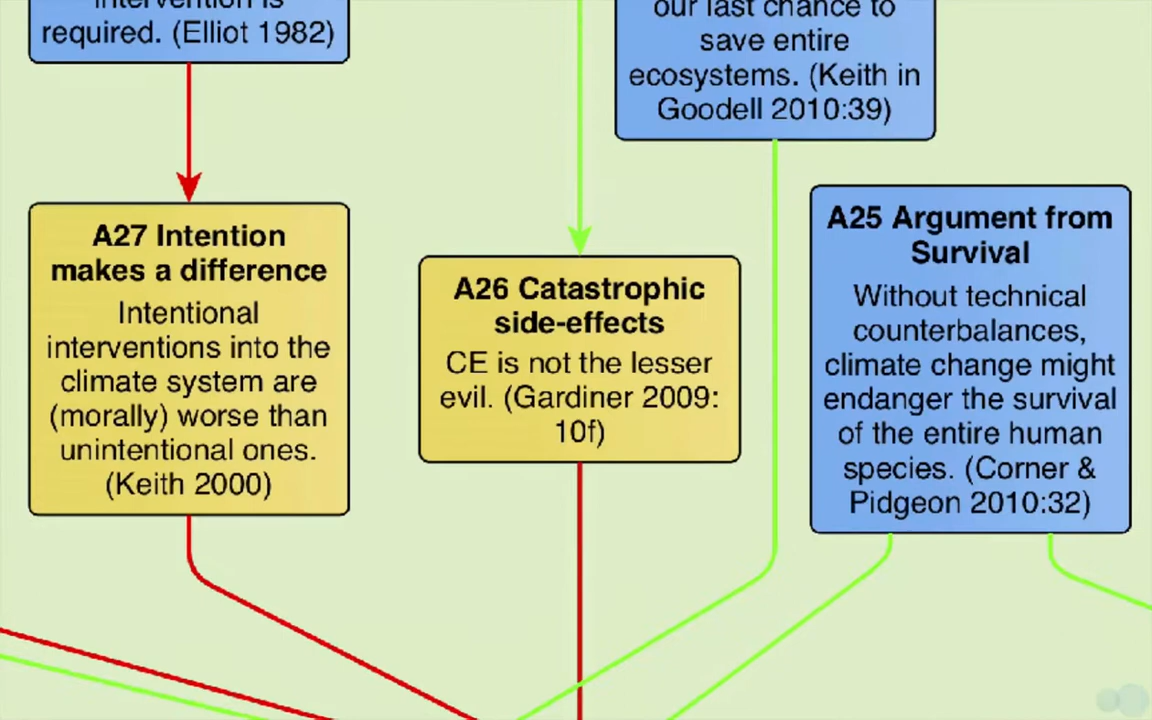 intervention is
required. (Elliot 1982)
our last chance to
save entire
ecosystems. (Keith in
Goodell 2010:39)
A27 Intention
makes a difference
Intentional
interventions into the
climate system are
(morally) worse than
unintentional ones.
(Keith 2000)
A26 Catastrophic
side-effects
CE is not the lesser
evil. (Gardiner 2009:
10f)
A25 Argument from
Survival
Without technical
counterbalances,
climate change might
endanger the survival
of the entire human
species. (Corner &
Pidgeon 2010:32)